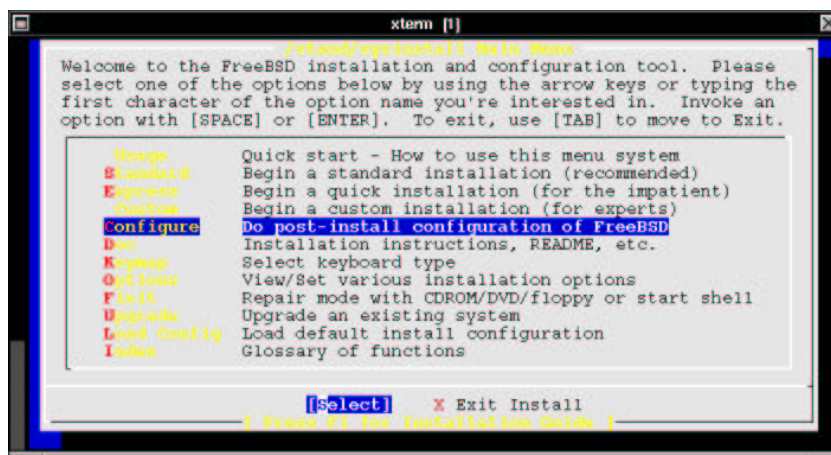 xterm [1]
/stand/sysinstall Main Menu
Welcome to the FreeBSD installation and configuration tool.  Please
select one of the options below by using the arrow keys or typing the
first character of the option name you're interested in.  Invoke an
option with [SPACE] or [ENTER].  To exit, use [TAB] to move to Exit.
Usage Quick start - How to use this menu system
Standard Begin a standard installation (recommended)
Express Begin a quick installation (for the impatient)
Custom Begin a custom installation (for experts)
Configure Do post-install configuration of FreeBSD
Doc Installation instructions, README, etc.
Keymap Select keyboard type
Options View/Set various installation options
Fixit Repair mode with CDROM/DVD/floppy or start shell
Upgrade Upgrade an existing system
Load Config Load default install configuration
Index Glossary of functions
[Select] X Exit Install
[ Press F1 for Installation Guide ]